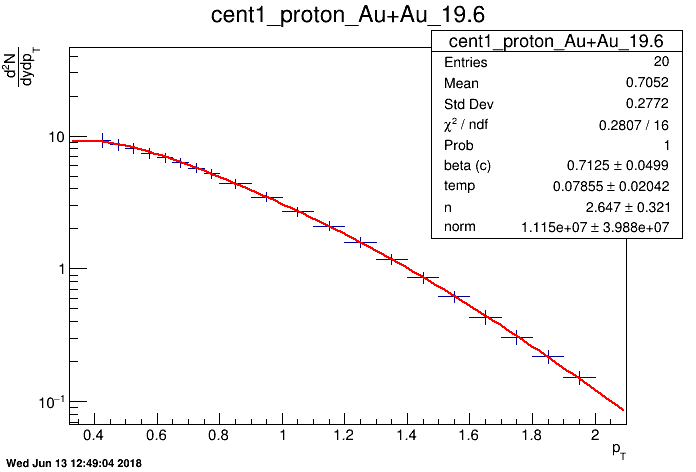 cent1_proton_Au+Au_19.6
cent1_proton_Au+Au_19.6
Entries 20
Mean 0.7052
Std Dev 0.2772
χ² / ndf 0.2807 / 16
Prob 1
beta (c) 0.7125 ± 0.0499
temp 0.07855 ± 0.02042
n 2.647 ± 0.321
norm 1.115e+07 ± 3.988e+07
d²N
dydp_T
10
1
10⁻¹
0.4 0.6 0.8 1 1.2 1.4 1.6 1.8 2
p_T
Wed Jun 13 12:49:04 2018